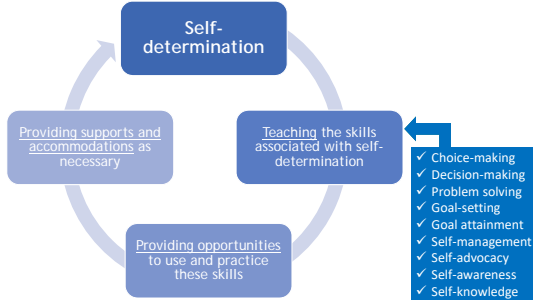 Self-
determination
Teaching the skills
associated with self-
determination
✓ Choice-making
✓ Decision-making
✓ Problem solving
✓ Goal-setting
✓ Goal attainment
✓ Self-management
✓ Self-advocacy
✓ Self-awareness
✓ Self-knowledge
Providing opportunities
to use and practice
these skills
Providing supports and
accommodations as
necessary